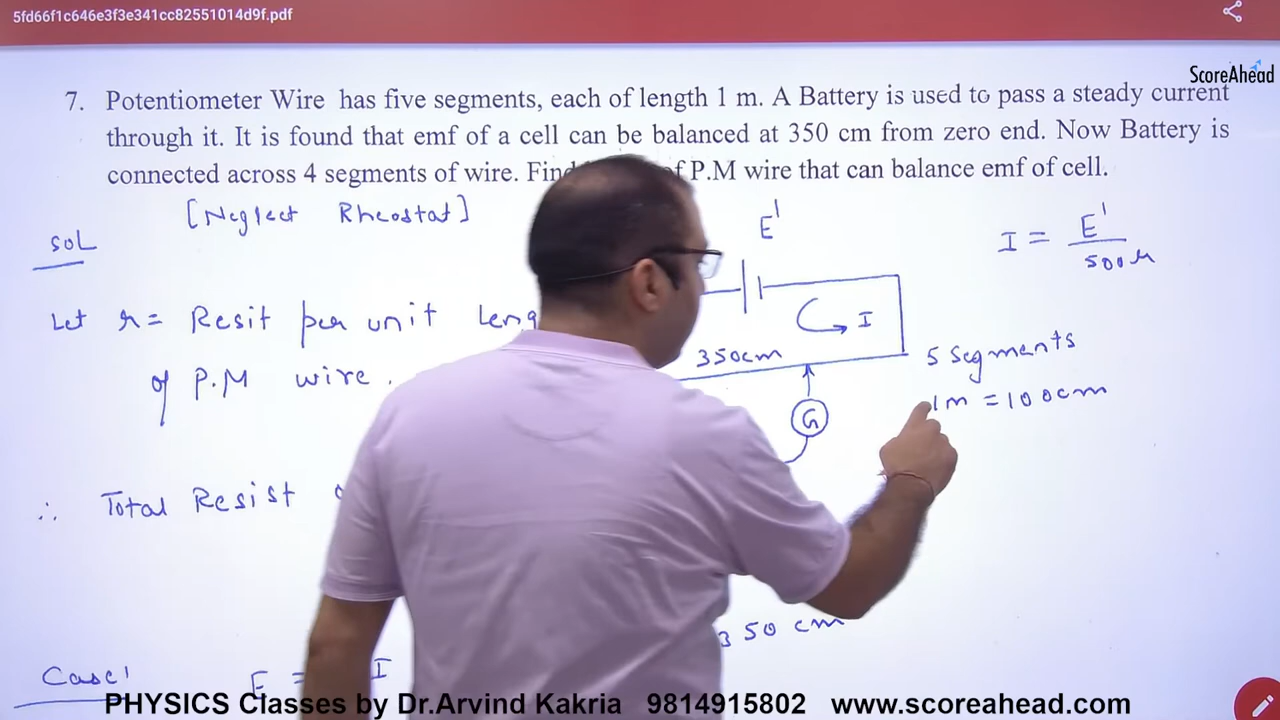 5fd66f1c646e3f3e341cc82551014d9f.pdf
ScoreAhead
7. Potentiometer Wire has five segments, each of length 1 m. A Battery is used to pass a steady current
through it. It is found that emf of a cell can be balanced at 350 cm from zero end. Now Battery is
connected across 4 segments of wire. Find P.M wire that can balance emf of cell.
[Neglect Rheostat]
SOL
E'
I = E' / 500r
Let r = Resit per unit
of P.M wire.
I
350cm
5 Segments
1m = 100cm
G
∴ Total Resist
350 cm
Case 1
E = I
PHYSICS Classes by Dr.Arvind Kakria 9814915802 www.scoreahead.com